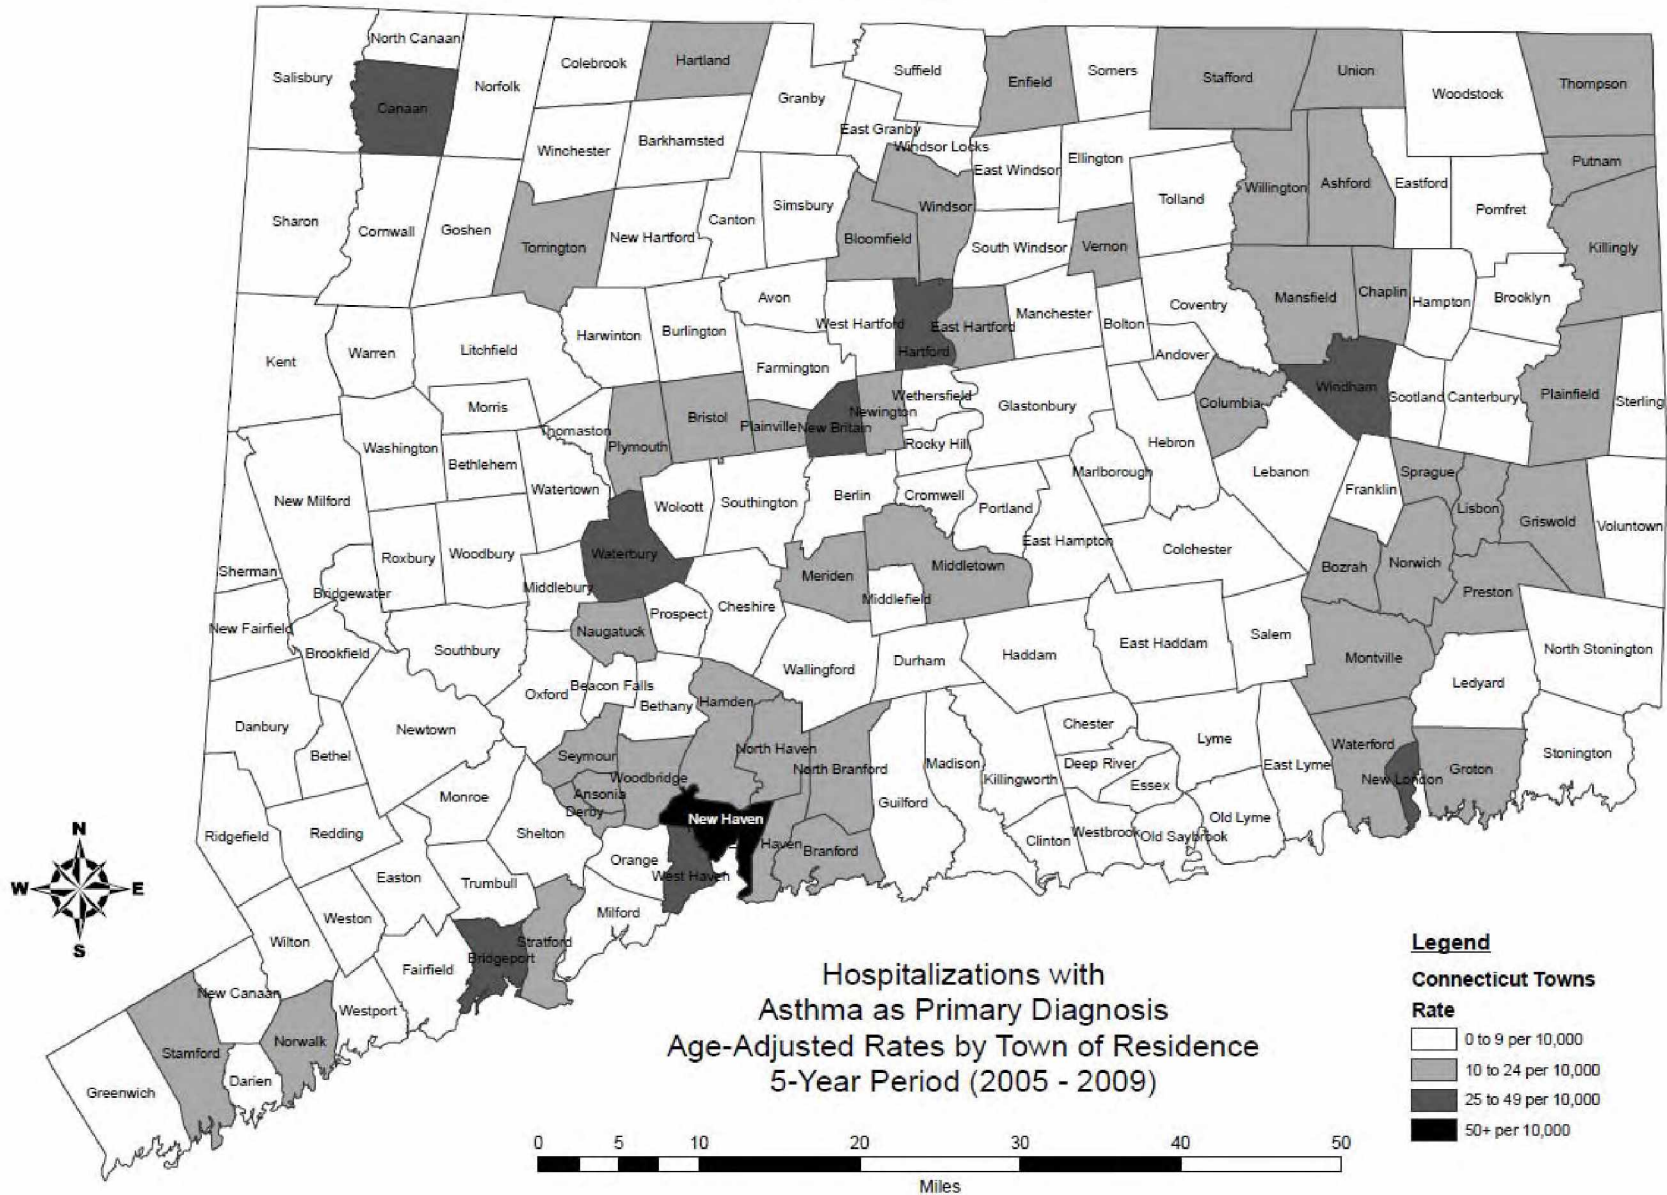 North Canaan
Salisbury
Canaan
Norfolk
Colebrook
Hartland
Granby
Suffield
Enfield
Somers
Stafford
Union
Woodstock
Thompson
Winchester
Barkhamsted
East Granby
Windsor Locks
East Windsor
Ellington
Tolland
Willington
Ashford
Eastford
Pomfret
Putnam
Sharon
Cornwall
Goshen
Torrington
New Hartford
Canton
Simsbury
Bloomfield
Windsor
South Windsor
Vernon
Killingly
Mansfield
Chaplin
Hampton
Brooklyn
Kent
Warren
Litchfield
Harwinton
Burlington
Avon
West Hartford
Hartford
East Hartford
Manchester
Bolton
Coventry
Andover
Farmington
Morris
Thomaston
Plymouth
Bristol
Plainville
New Britain
Newington
Wethersfield
Rocky Hill
Glastonbury
Columbia
Windham
Scotland
Canterbury
Plainfield
Sterling
Washington
Bethlehem
Watertown
New Milford
Wolcott
Southington
Berlin
Cromwell
Portland
Marlborough
Hebron
Lebanon
Franklin
Sprague
Lisbon
Griswold
Voluntown
Roxbury
Woodbury
Waterbury
East Hampton
Colchester
Sherman
Bridgewater
Middlebury
Meriden
Middletown
Middlefield
Bozrah
Norwich
Preston
New Fairfield
Brookfield
Southbury
Naugatuck
Prospect
Cheshire
Wallingford
Durham
Haddam
East Haddam
Salem
Montville
Ledyard
North Stonington
Danbury
Bethel
Newtown
Oxford
Beacon Falls
Bethany
Hamden
North Haven
North Branford
Madison
Killingworth
Chester
Deep River
Essex
Lyme
East Lyme
Waterford
New London
Groton
Stonington
Seymour
Woodbridge
Ansonia
Derby
Guilford
Ridgefield
Redding
Monroe
Shelton
New Haven
Haven
Branford
Clinton
Westbrook
Old Saybrook
Old Lyme
Orange
West Haven
Easton
Trumbull
Weston
Wilton
Milford
Stratford
Bridgeport
Fairfield
New Canaan
Westport
Norwalk
Stamford
Darien
Greenwich
N
W
E
S
Hospitalizations with
Asthma as Primary Diagnosis
Age-Adjusted Rates by Town of Residence
5-Year Period (2005 - 2009)
0 5 10 20 30 40 50
Miles
Legend
Connecticut Towns
Rate
0 to 9 per 10,000
10 to 24 per 10,000
25 to 49 per 10,000
50+ per 10,000